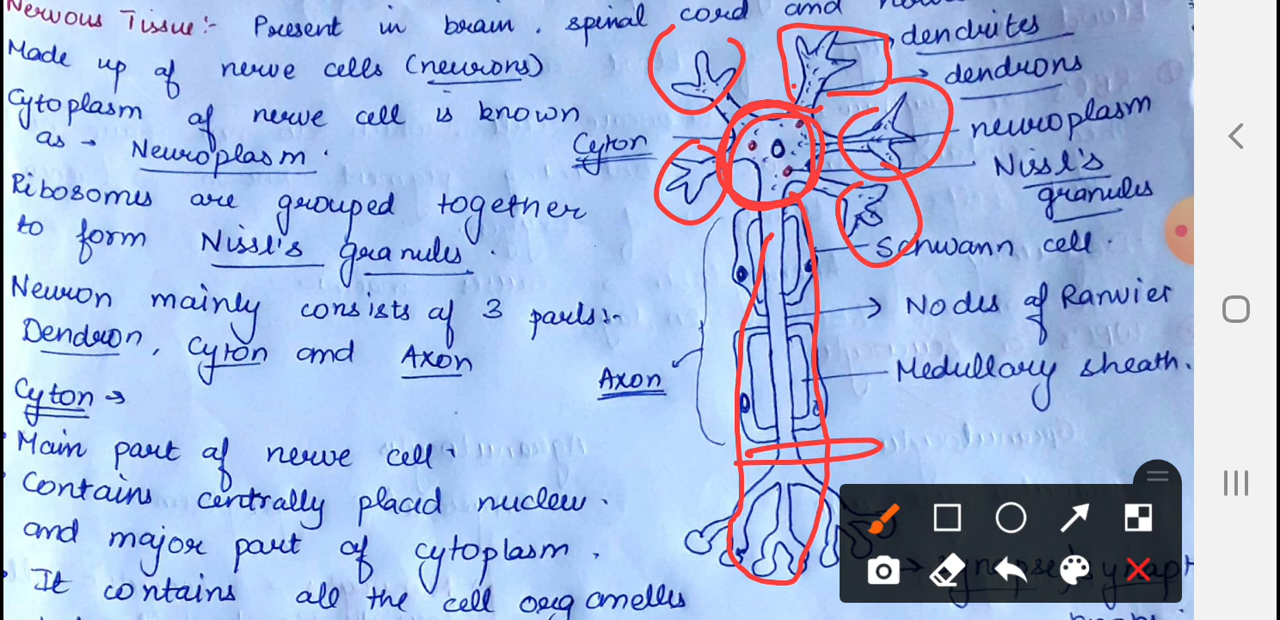 Nervous Tissue:- Present in brain, spinal cord and
Made up of nerve cells (neurons)
Cytoplasm of nerve cell is known
as → Neuroplasm.
Ribosomes are grouped together
to form Nissl's granules.
Neuron mainly consists of 3 parts:-
Dendron, Cyton and Axon
Cyton →
Main part of nerve cell.
Contains centrally placid nucleus.
and major part of cytoplasm.
It contains all the cell organelles
dendrites
dendrons
neuroplasm
Cyton
Nissl's
granules
Schwann cell.
Nodes of Ranvier
Medullary sheath.
Axon